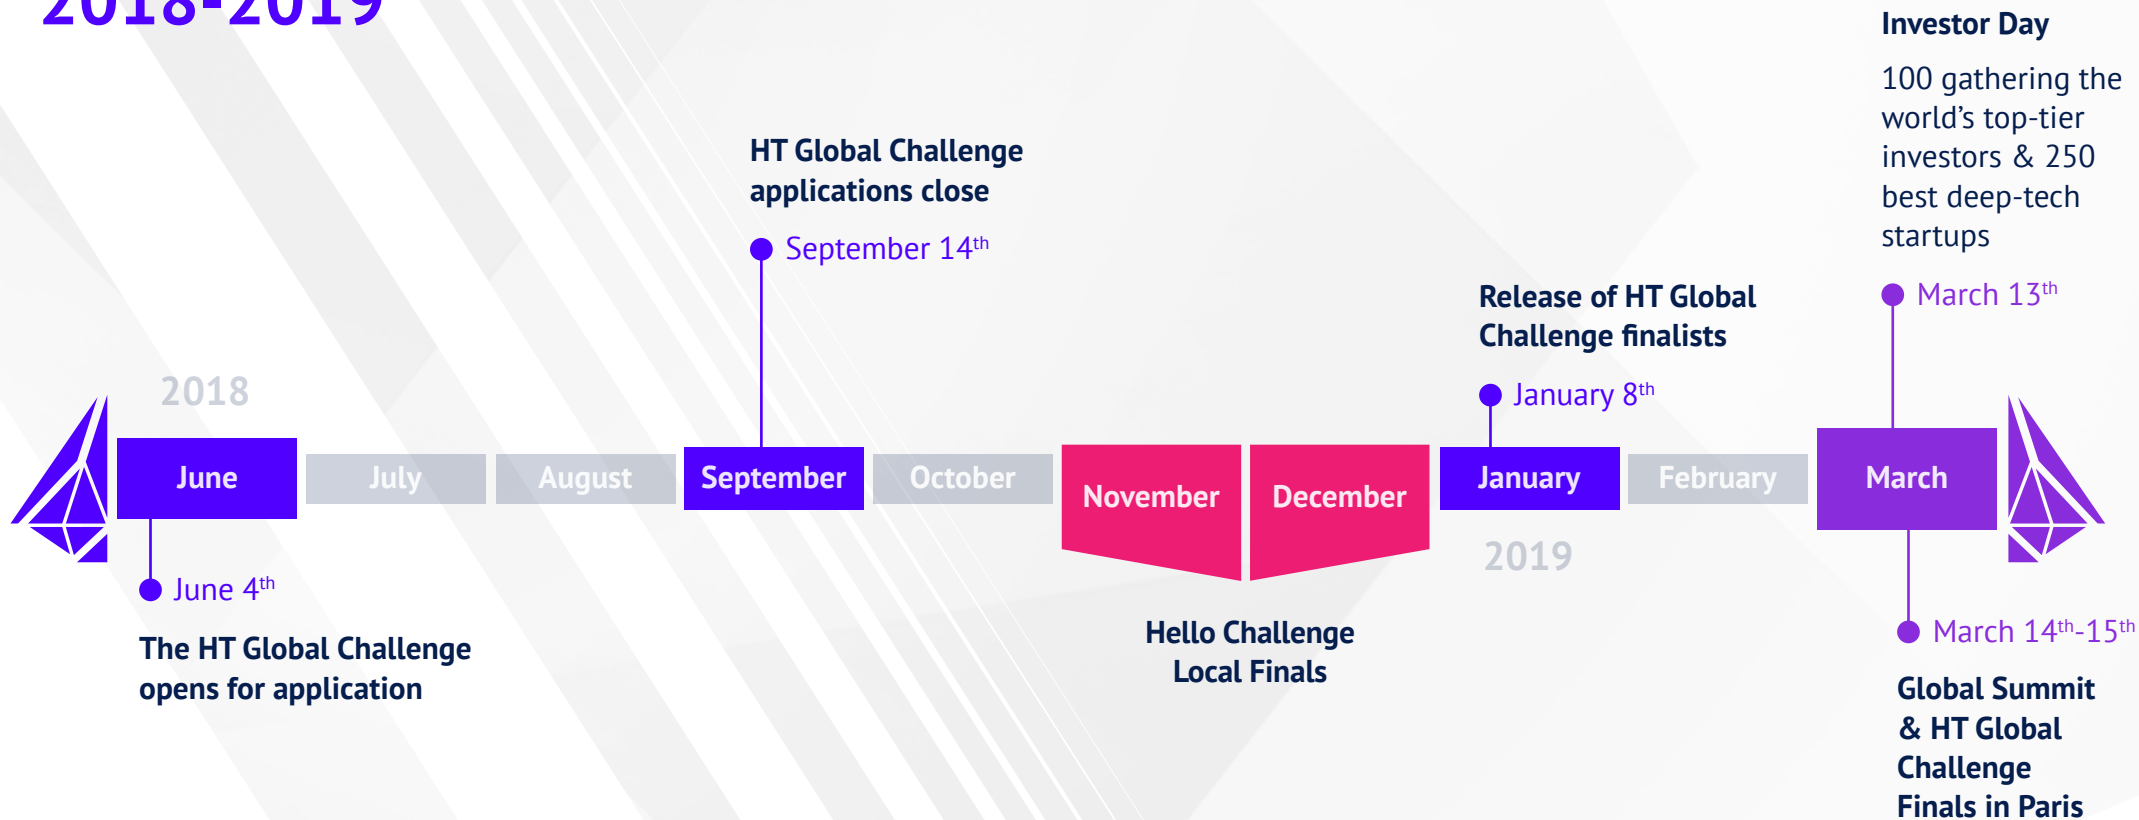 2018-2019
Investor Day
100 gathering the
world’s top-tier
investors & 250
best deep-tech
startups
March 13th
HT Global Challenge
applications close
September 14th
Release of HT Global
Challenge finalists
January 8th
2018
June
July
August
September
October
November
December
January
February
March
2019
June 4th
The HT Global Challenge
opens for application
Hello Challenge
Local Finals
March 14th-15th
Global Summit
& HT Global
Challenge
Finals in Paris